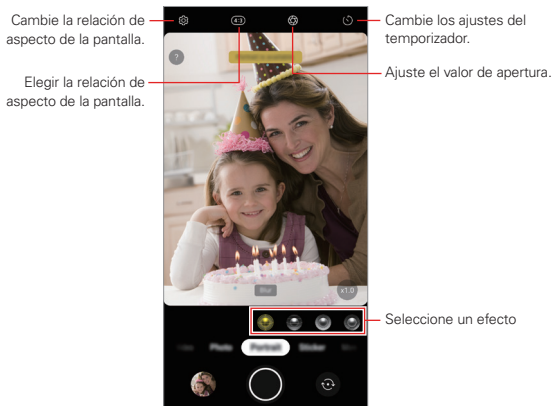 Cambie la relación de
aspecto de la pantalla.
Elegir la relación de
aspecto de la pantalla.
Cambie los ajustes del
temporizador.
Ajuste el valor de apertura.
4:3
?
Blur
x1.0
Seleccione un efecto
Photo
Portrait
Sticker